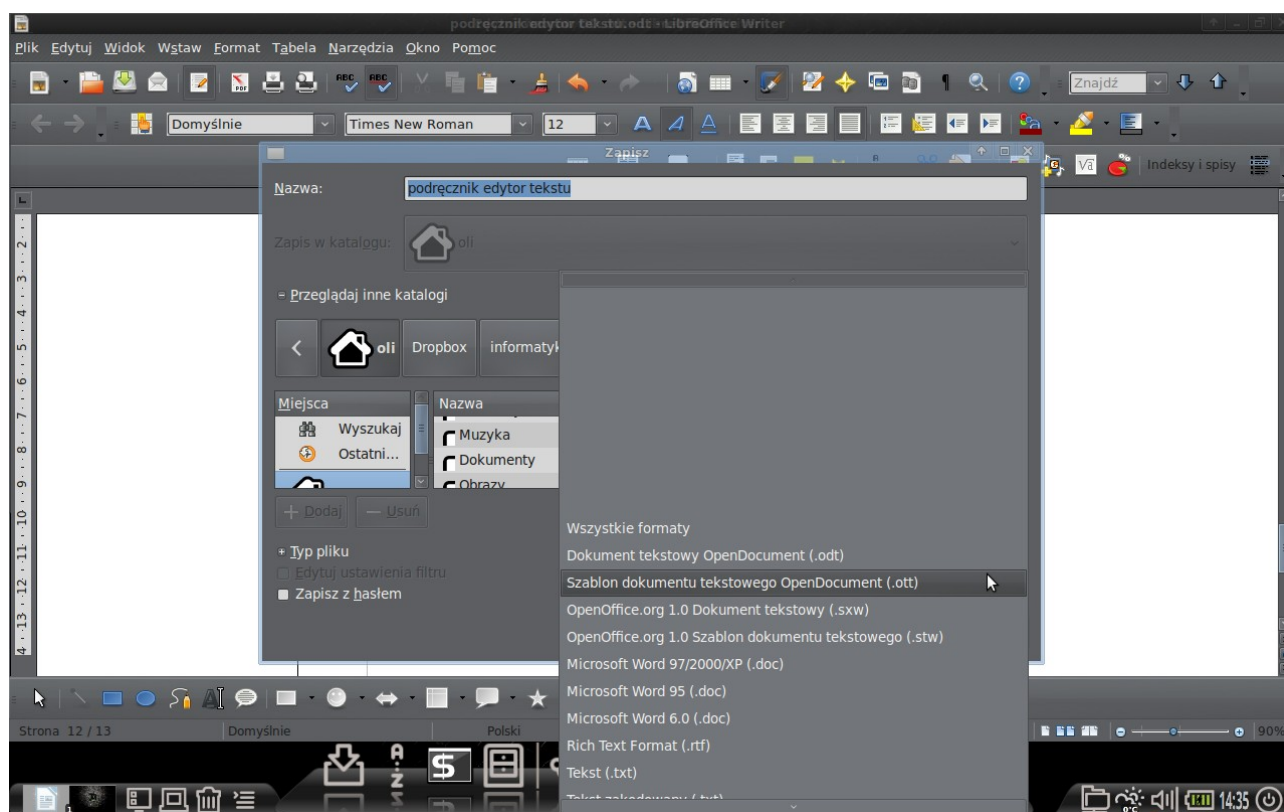 podręcznik edytor tekstu.odt - LibreOffice Writer
Plik Edytuj Widok Wstaw Format Tabela Narzędzia Okno Pomoc
Znajdź
Domyślnie Times New Roman 12
Zapisz
Indeksy i spisy
Nazwa: podręcznik edytor tekstu
Zapis w katalogu: oli
Przeglądaj inne katalogi
oli Dropbox informatyk
Miejsca Nazwa
Wyszukaj Muzyka
Ostatni... Dokumenty
Obrazy
Dodaj Usuń
Wszystkie formaty
Typ pliku Dokument tekstowy OpenDocument (.odt)
Edytuj ustawienia filtru Szablon dokumentu tekstowego OpenDocument (.ott)
Zapisz z hasłem
OpenOffice.org 1.0 Dokument tekstowy (.sxw)
OpenOffice.org 1.0 Szablon dokumentu tekstowego (.stw)
Microsoft Word 97/2000/XP (.doc)
Microsoft Word 95 (.doc)
Microsoft Word 6.0 (.doc)
Strona 12 / 13 Domyślnie Polski 90%
Rich Text Format (.rtf)
Tekst (.txt)
Tekst zakodowany (.txt)
0°C 14:35